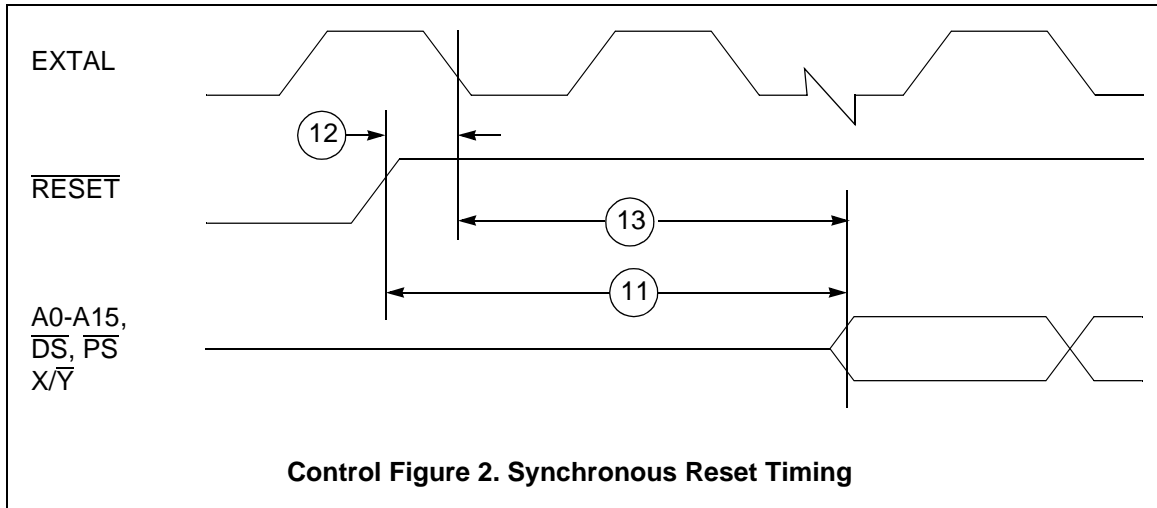 EXTAL
12
RESET
13
11
A0-A15,
DS, PS
X/Y
Control Figure 2. Synchronous Reset Timing